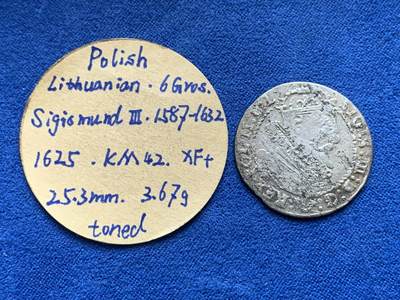 Polish
Lithuanian . 6 Gros.
Sigismund III . 1587-1632
1625 . KM 42. XF+
25.3mm. 3.67g
toned